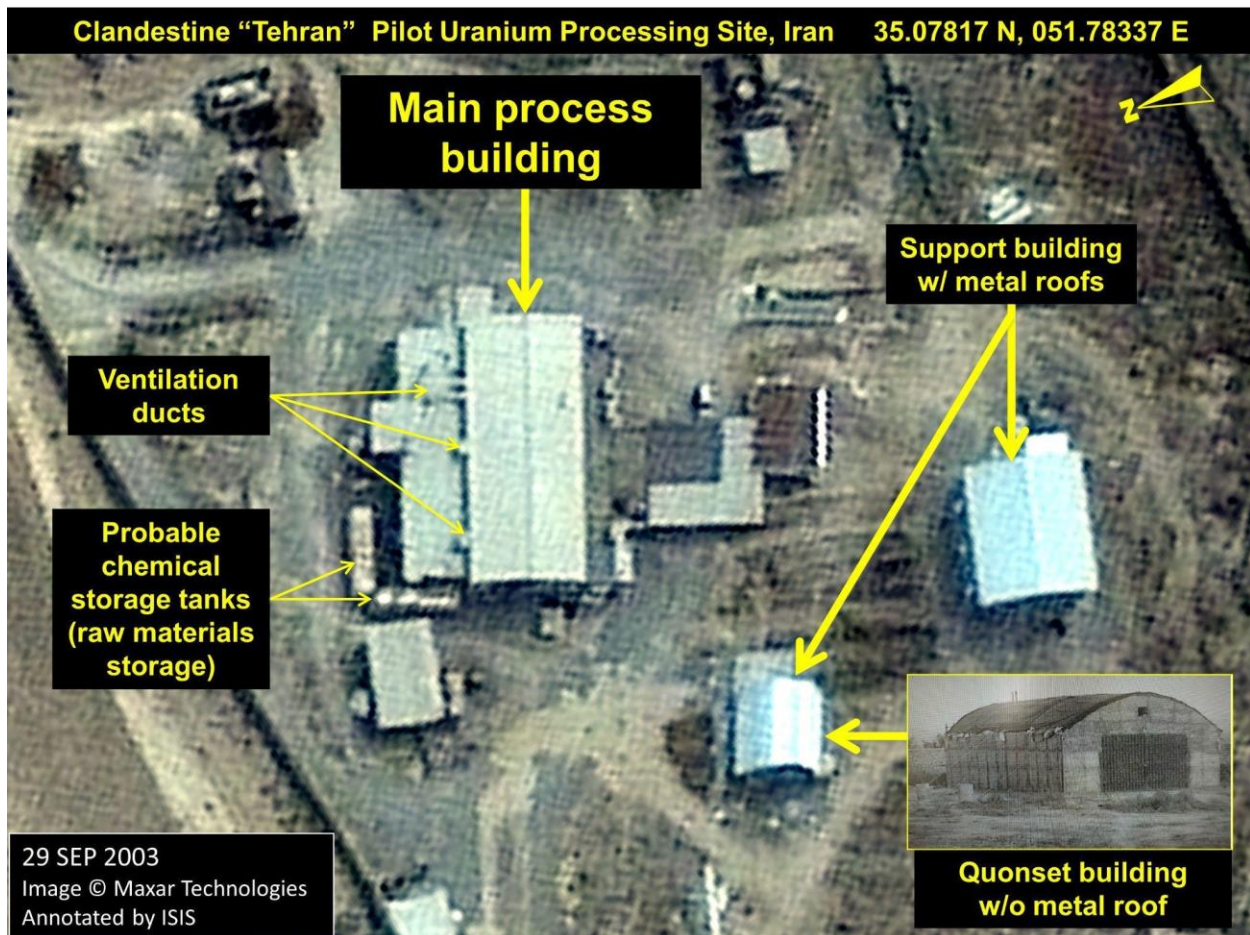 Clandestine “Tehran” Pilot Uranium Processing Site, Iran 35.07817 N, 051.78337 E
N
Main process
building
Support building
w/ metal roofs
Ventilation
ducts
Probable
chemical
storage tanks
(raw materials
storage)
29 SEP 2003
Image © Maxar Technologies
Annotated by ISIS
Quonset building
w/o metal roof